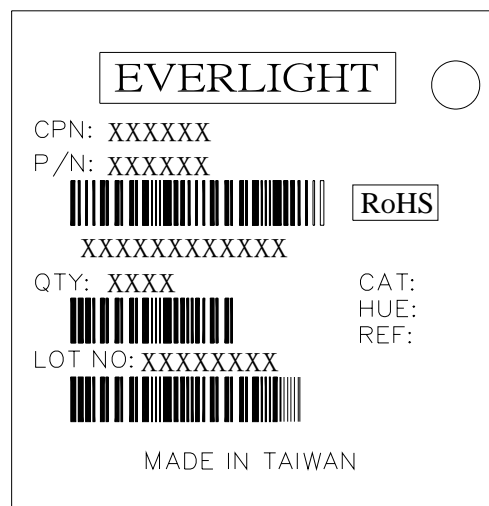 EVERLIGHT
CPN: XXXXXX
P/N: XXXXXX
RoHS
XXXXXXXXXXXX
QTY: XXXX
CAT:
HUE:
REF:
LOT NO: XXXXXXXX
MADE IN TAIWAN